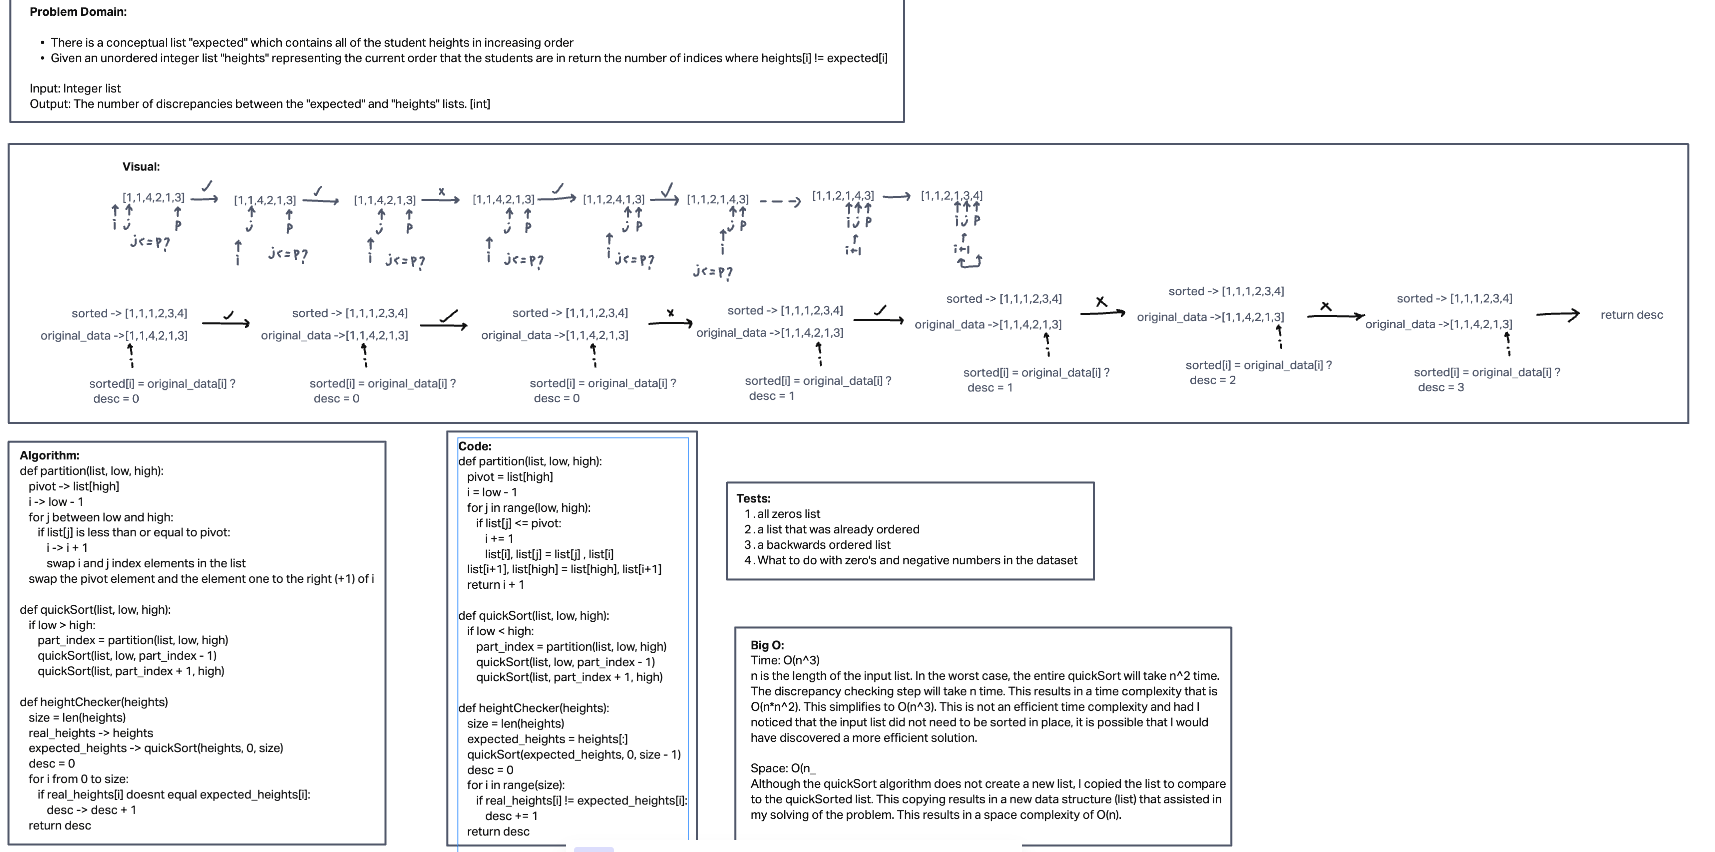 Problem Domain:
• There is a conceptual list "expected" which contains all of the student heights in increasing order
• Given an unordered integer list "heights" representing the current order that the students are in return the number of indices where heights[i] != expected[i]
Input: Integer list
Output: The number of discrepancies between the "expected" and "heights" lists. [int]
Visual:
[1,1,4,2,1,3] [1,1,4,2,1,3] [1,1,4,2,1,3] [1,1,4,2,1,3] [1,1,2,4,1,3] [1,1,2,1,4,3] [1,1,2,1,4,3] [1,1,2,1,3,4]
i j P j P j P j P j P j P i j P i j P
j<=P? i j<=P? i j<=P? i j<=P? i j<=P? i j<=P? i+1 i+1
sorted -> [1,1,1,2,3,4] sorted -> [1,1,1,2,3,4] sorted -> [1,1,1,2,3,4] sorted -> [1,1,1,2,3,4] sorted -> [1,1,1,2,3,4] sorted -> [1,1,1,2,3,4] sorted -> [1,1,1,2,3,4]
original_data ->[1,1,4,2,1,3] original_data ->[1,1,4,2,1,3] original_data ->[1,1,4,2,1,3] original_data ->[1,1,4,2,1,3] original_data ->[1,1,4,2,1,3] original_data ->[1,1,4,2,1,3] original_data ->[1,1,4,2,1,3] return desc
i i i i i i i
sorted[i] = original_data[i] ? sorted[i] = original_data[i] ? sorted[i] = original_data[i] ? sorted[i] = original_data[i] ? sorted[i] = original_data[i] ? sorted[i] = original_data[i] ? sorted[i] = original_data[i] ?
desc = 0 desc = 0 desc = 0 desc = 1 desc = 1 desc = 2 desc = 3
Algorithm:
def partition(list, low, high):
pivot -> list[high]
i -> low - 1
for j between low and high:
if list[j] is less than or equal to pivot:
i -> i + 1
swap i and j index elements in the list
swap the pivot element and the element one to the right (+1) of i
def quickSort(list, low, high):
if low > high:
part_index = partition(list, low, high)
quickSort(list, low, part_index - 1)
quickSort(list, part_index + 1, high)
def heightChecker(heights)
size = len(heights)
real_heights -> heights
expected_heights -> quickSort(heights, 0, size)
desc = 0
for i from 0 to size:
if real_heights[i] doesnt equal expected_heights[i]:
desc -> desc + 1
return desc
Code:
def partition(list, low, high):
pivot = list[high]
i = low - 1
for j in range(low, high):
if list[j] <= pivot:
i += 1
list[i], list[j] = list[j] , list[i]
list[i+1], list[high] = list[high], list[i+1]
return i + 1
def quickSort(list, low, high):
if low < high:
part_index = partition(list, low, high)
quickSort(list, low, part_index - 1)
quickSort(list, part_index + 1, high)
def heightChecker(heights):
size = len(heights)
expected_heights = heights[:]
quickSort(expected_heights, 0, size - 1)
desc = 0
for i in range(size):
if real_heights[i] != expected_heights[i]:
desc += 1
return desc
Tests:
1. all zeros list
2. a list that was already ordered
3. a backwards ordered list
4. What to do with zero's and negative numbers in the dataset
Big O:
Time: O(n^3)
n is the length of the input list. In the worst case, the entire quickSort will take n^2 time.
The discrepancy checking step will take n time. This results in a time complexity that is
O(n*n^2). This simplifies to O(n^3). This is not an efficient time complexity and had I
noticed that the input list did not need to be sorted in place, it is possible that I would
have discovered a more efficient solution.
Space: O(n_
Although the quickSort algorithm does not create a new list, I copied the list to compare
to the quickSorted list. This copying results in a new data structure (list) that assisted in
my solving of the problem. This results in a space complexity of O(n).